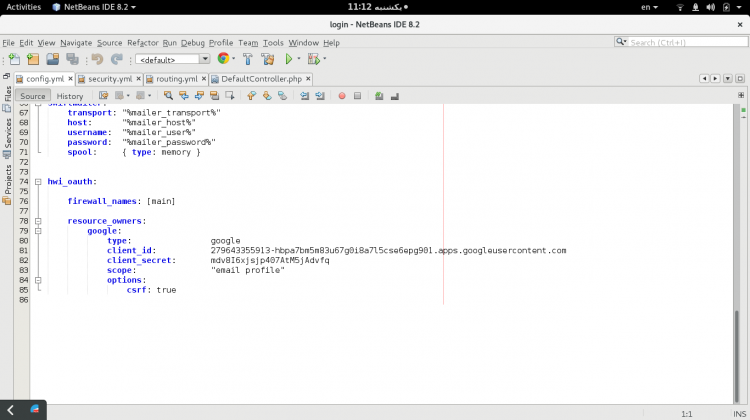 Activities NetBeans IDE 8.2 یکشنبه 11:12 en
login - NetBeans IDE 8.2
File Edit View Navigate Source Refactor Run Debug Profile Team Tools Window Help Search (Ctrl+I)
<default>
config.yml security.yml routing.yml DefaultController.php
Source History
Files
Services
Projects
66 swiftmailer:
67 transport: "%mailer_transport%"
68 host: "%mailer_host%"
69 username: "%mailer_user%"
70 password: "%mailer_password%"
71 spool: { type: memory }
72
73
74 hwi_oauth:
75
76 firewall_names: [main]
77
78 resource_owners:
79 google:
80 type: google
81 client_id: 279643355913-hbpa7bm5m83u67g0i8a7l5cse6epg901.apps.googleusercontent.com
82 client_secret: mdv8I6xjsjp407AtM5jAdvfq
83 scope: "email profile"
84 options:
85 csrf: true
86
1:1 INS